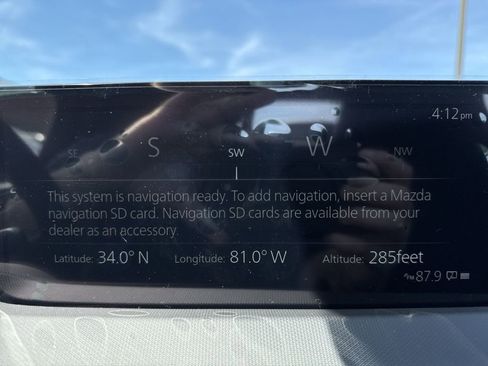 4:12pm
SE S SW W NW
This system is navigation ready. To add navigation, insert a Mazda
navigation SD card. Navigation SD cards are available from your
dealer as an accessory.
Latitude: 34.0° N Longitude: 81.0° W Altitude: 285feet
FM 87.9